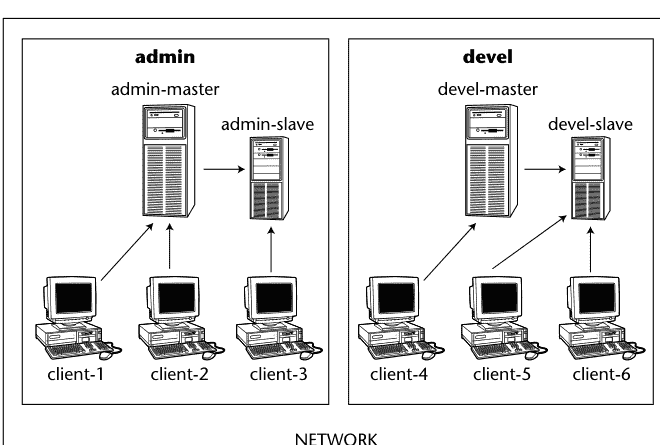 admin
admin-master
admin-slave
client-1
client-2
client-3
devel
devel-master
devel-slave
client-4
client-5
client-6
NETWORK